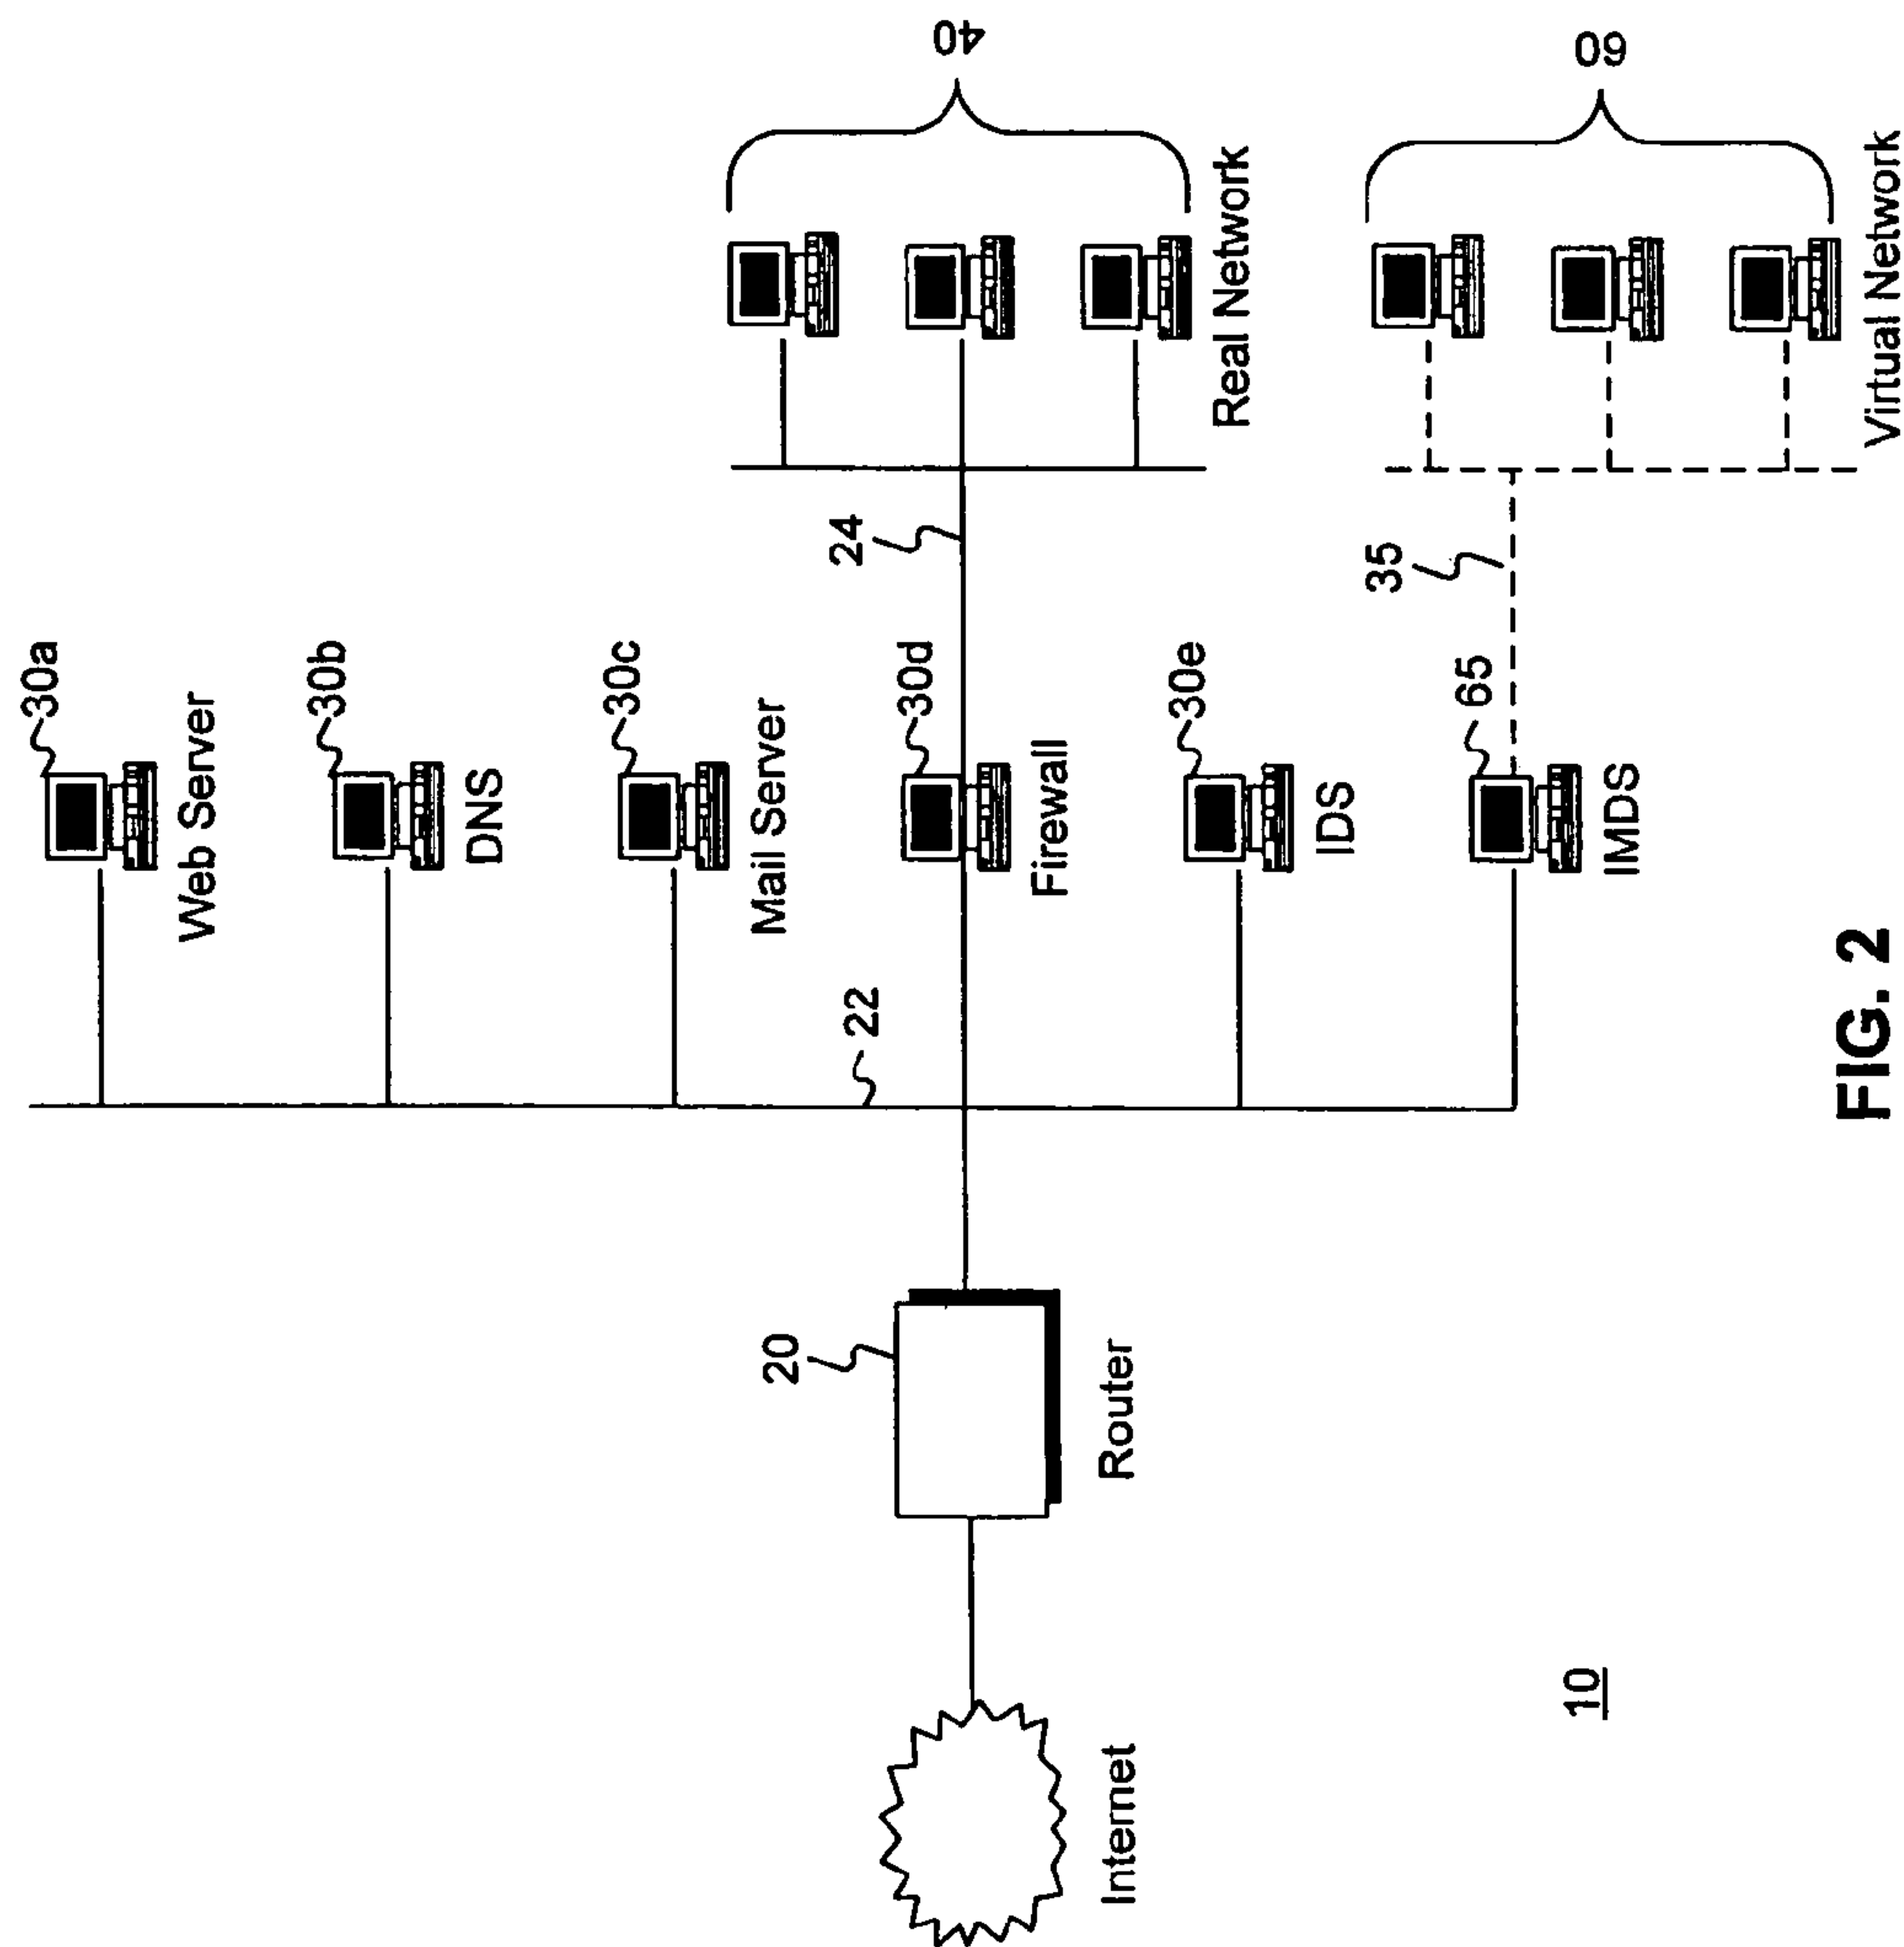 30a
Web Server
30b
DNS
30c
Mail Server
20
22
24
30d
40
Firewall
Internet
Router
30e
Real Network
IDS
35
65
10
60
IMDS
FIG. 2
Virtual Network